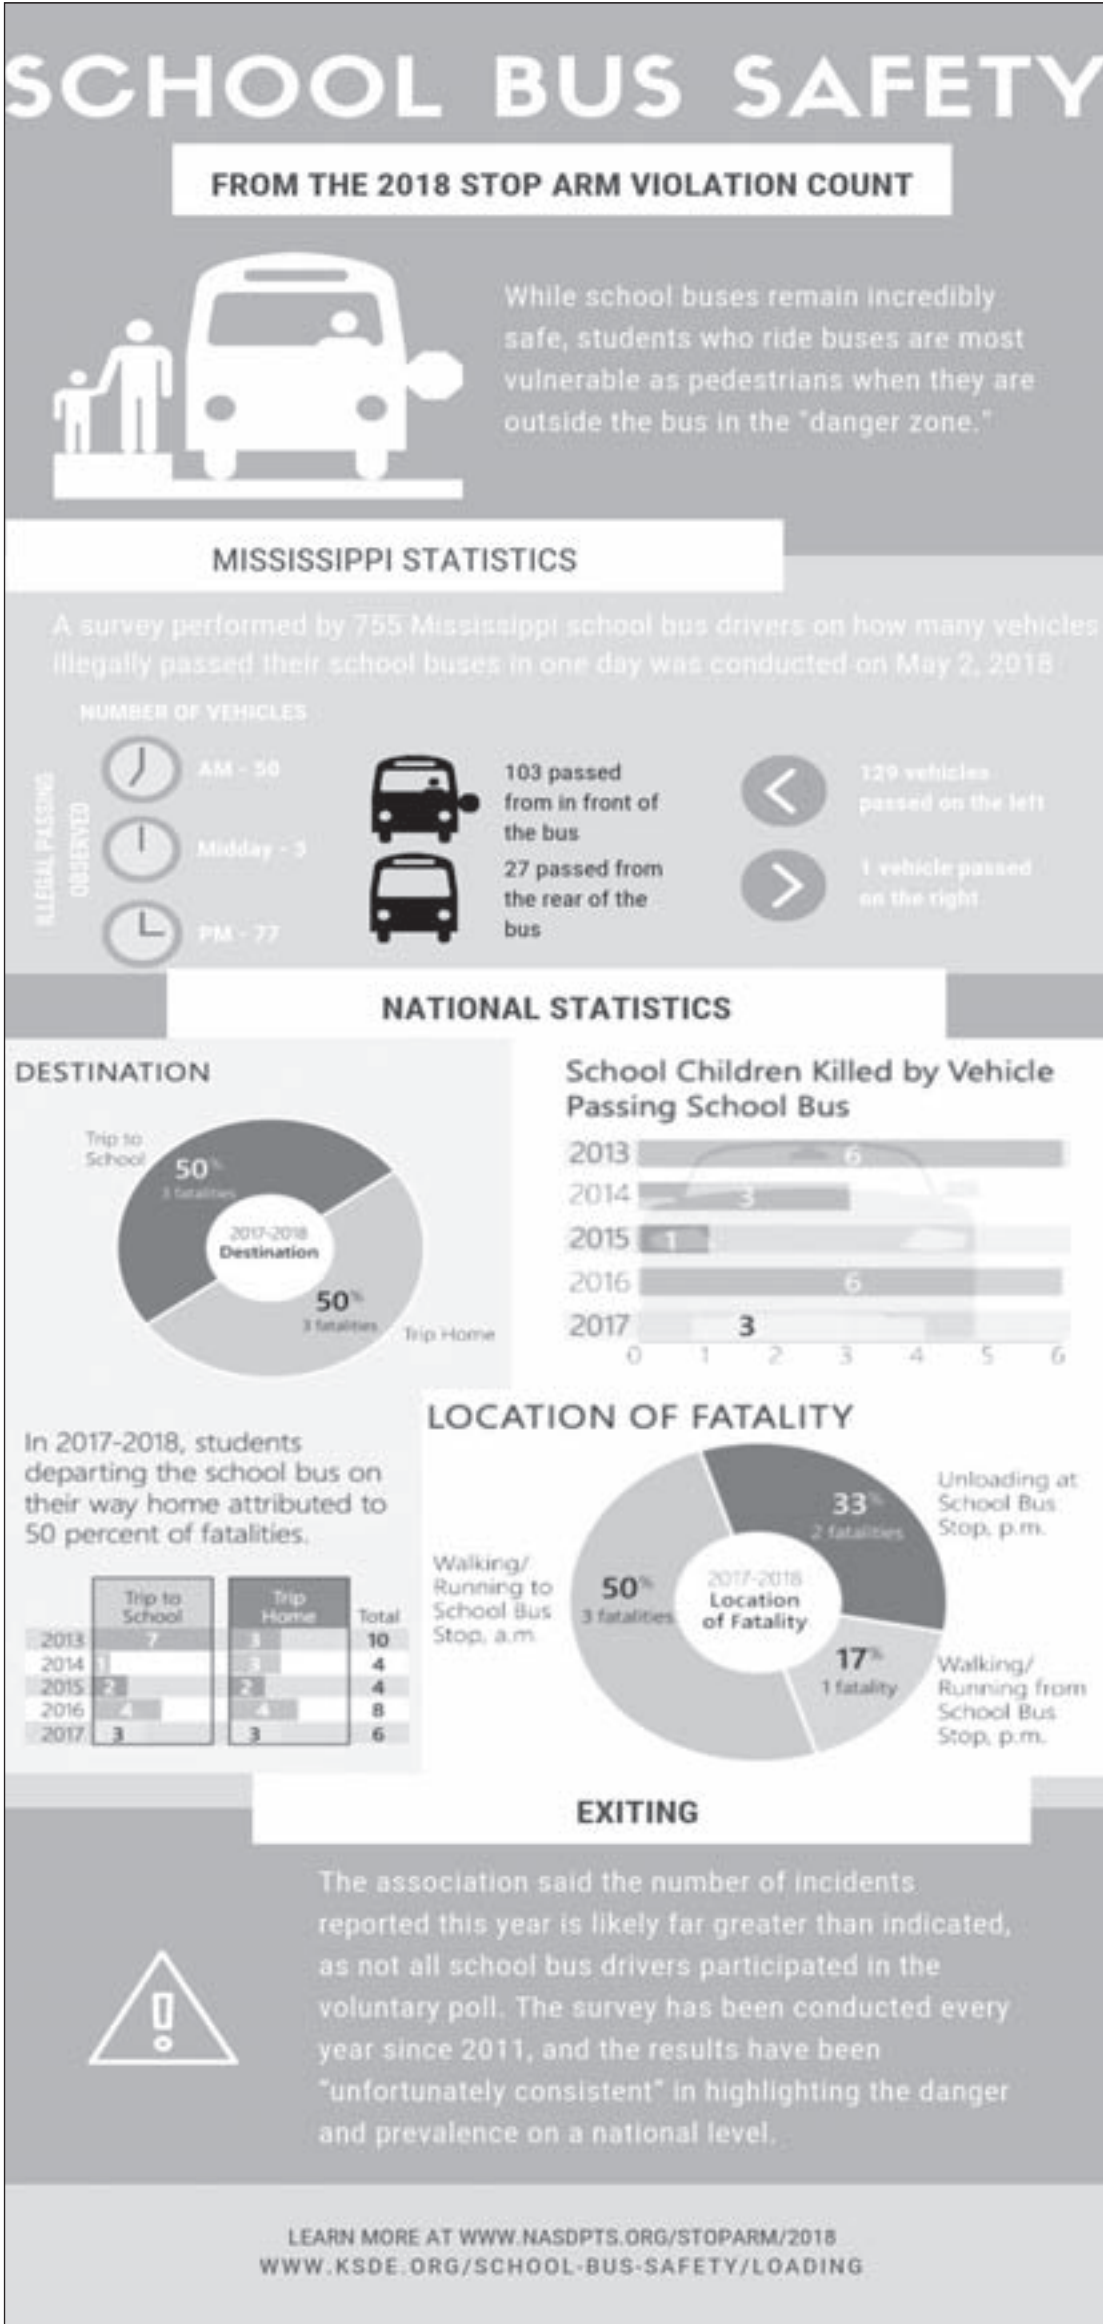 SCHOOL BUS SAFETY
FROM THE 2018 STOP ARM VIOLATION COUNT
While school buses remain incredibly
safe, students who ride buses are most
vulnerable as pedestrians when they are
outside the bus in the "danger zone."
MISSISSIPPI STATISTICS
A survey performed by 755 Mississippi school bus drivers on how many vehicles
illegally passed their school buses in one day was conducted on May 2, 2018
NUMBER OF VEHICLES
ILLEGAL PASSING
OBSERVED
AM - 50
Midday - 3
PM - 77
103 passed
from in front of
the bus
27 passed from
the rear of the
bus
129 vehicles
passed on the left
1 vehicle passed
on the right
NATIONAL STATISTICS
DESTINATION
Trip to
School
50%
3 fatalities
2017-2018
Destination
50%
3 fatalities
Trip Home
School Children Killed by Vehicle
Passing School Bus
2013 6
2014 3
2015 1
2016 6
2017 3
0 1 2 3 4 5 6
In 2017-2018, students
departing the school bus on
their way home attributed to
50 percent of fatalities.
Trip to
School
Trip
Home
Total
2013 7 3 10
2014 1 3 4
2015 2 2 4
2016 4 4 8
2017 3 3 6
LOCATION OF FATALITY
Unloading at
School Bus
Stop, p.m.
33%
2 fatalities
Walking/
Running to
School Bus
Stop, a.m.
50%
3 fatalities
2017-2018
Location
of Fatality
17%
1 fatality
Walking/
Running from
School Bus
Stop, p.m.
EXITING
The association said the number of incidents
reported this year is likely far greater than indicated,
as not all school bus drivers participated in the
voluntary poll. The survey has been conducted every
year since 2011, and the results have been
"unfortunately consistent" in highlighting the danger
and prevalence on a national level.
LEARN MORE AT WWW.NASDPTS.ORG/STOPARM/2018
WWW.KSDE.ORG/SCHOOL-BUS-SAFETY/LOADING